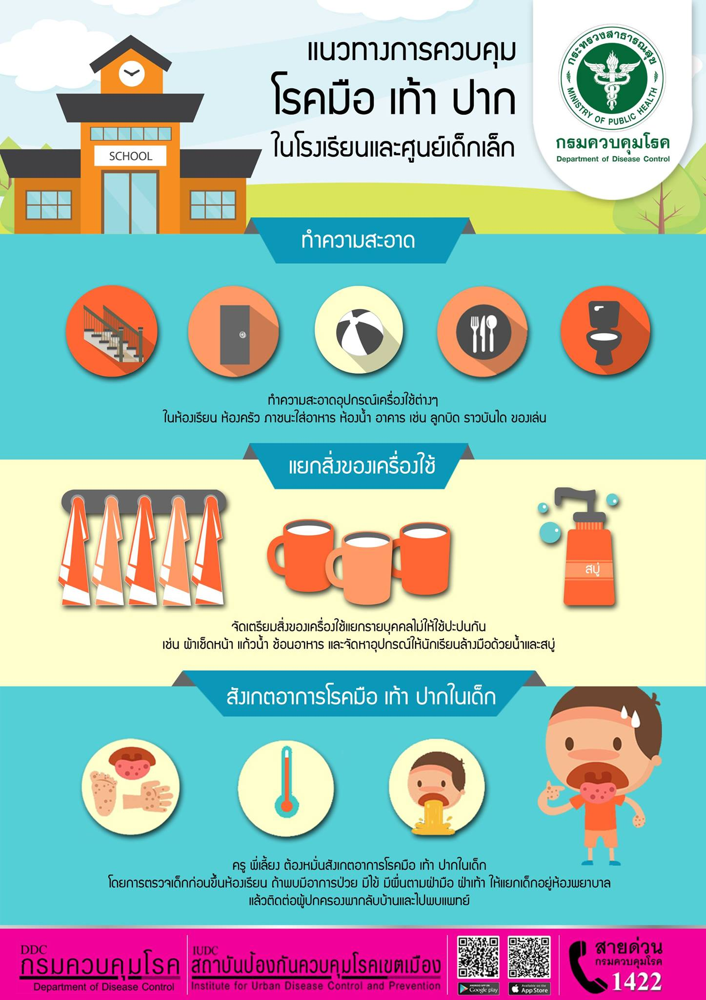 แนวทางการควบคุม
โรคมือ เท้า ปาก
ในโรงเรียนและศูนย์เด็กเล็ก
กระทรวงสาธารณสุข
MINISTRY OF PUBLIC HEALTH
กรมควบคุมโรค
Department of Disease Control
SCHOOL
ทำความสะอาด
ทำความสะอาดอุปกรณ์เครื่องใช้ต่างๆ
ในห้องเรียน ห้องครัว ภาชนะใส่อาหาร ห้องน้ำ อาคาร เช่น ลูกบิด ราวบันได ของเล่น
แยกสิ่งของเครื่องใช้
สบู่
จัดเตรียมสิ่งของเครื่องใช้แยกรายบุคคลไม่ให้ใช้ปะปนกัน
เช่น ผ้าเช็ดหน้า แก้วน้ำ ช้อนอาหาร และจัดหาอุปกรณ์ให้นักเรียนล้างมือด้วยน้ำและสบู่
สังเกตอาการโรคมือ เท้า ปากในเด็ก
ครู พี่เลี้ยง ต้องหมั่นสังเกตอาการโรคมือ เท้า ปากในเด็ก
โดยการตรวจเด็กก่อนขึ้นห้องเรียน ถ้าพบมีอาการป่วย มีไข้ มีผื่นตามฝ่ามือ ฝ่าเท้า ให้แยกเด็กอยู่ห้องพยาบาล
แล้วติดต่อผู้ปกครองพากลับบ้านและไปพบแพทย์
DDC
กรมควบคุมโรค
Department of Disease Control
IUDC
สถาบันป้องกันควบคุมโรคเขตเมือง
Institute for Urban Disease Control and Prevention
ANDROID APP ON
Google play
Available on the
App Store
สายด่วน
กรมควบคุมโรค
1422